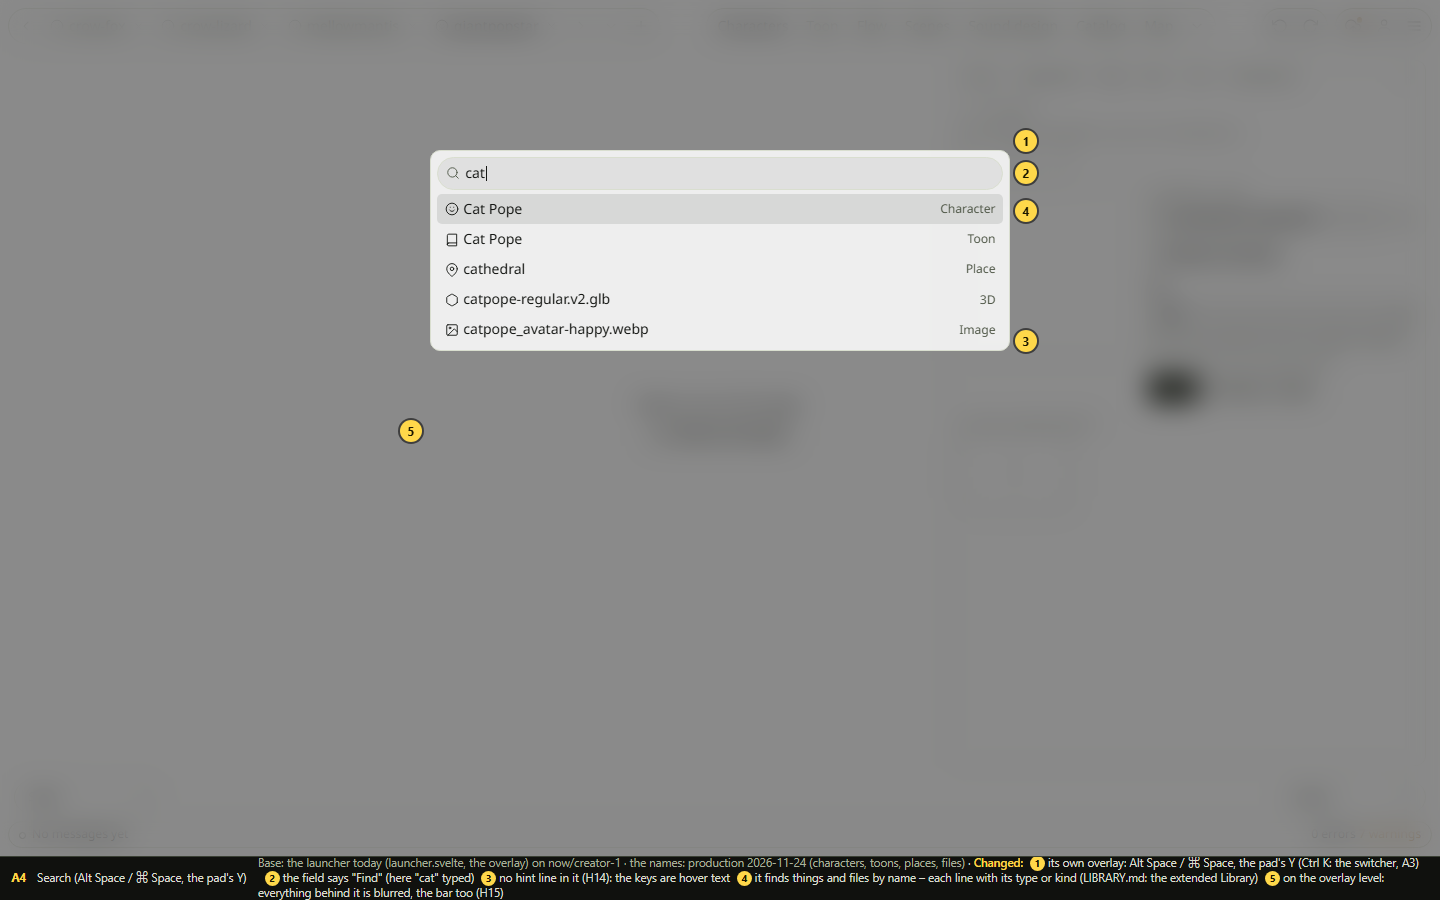 1
cat
2
Cat Pope Character
4
Cat Pope Toon
cathedral Place
catpope-regular.v2.glb 3D
catpope_avatar-happy.webp Image
3
5
No messages yet
A4 Search (Alt Space / ⌘ Space, the pad's Y)
Base: the launcher today (launcher.svelte, the overlay) on now/creator-1 · the names: production 2026-11-24 (characters, toons, places, files) · Changed: 1 its own overlay: Alt Space / ⌘ Space, the pad's Y (Ctrl K: the switcher, A3)
2 the field says "Find" (here "cat" typed) 3 no hint line in it (H14): the keys are hover text 4 it finds things and files by name – each line with its type or kind (LIBRARY.md: the extended Library) 5 on the overlay level:
everything behind it is blurred, the bar too (H15)